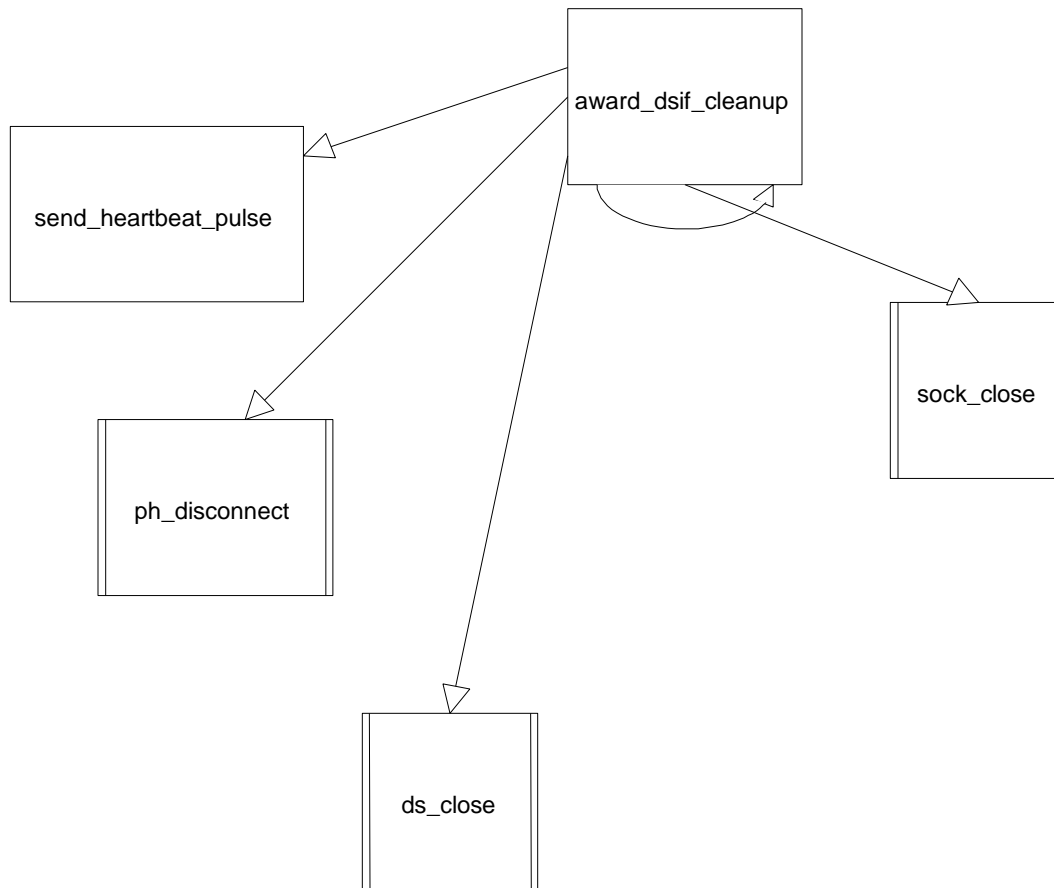 award_dsif_cleanup
send_heartbeat_pulse
sock_close
ph_disconnect
ds_close